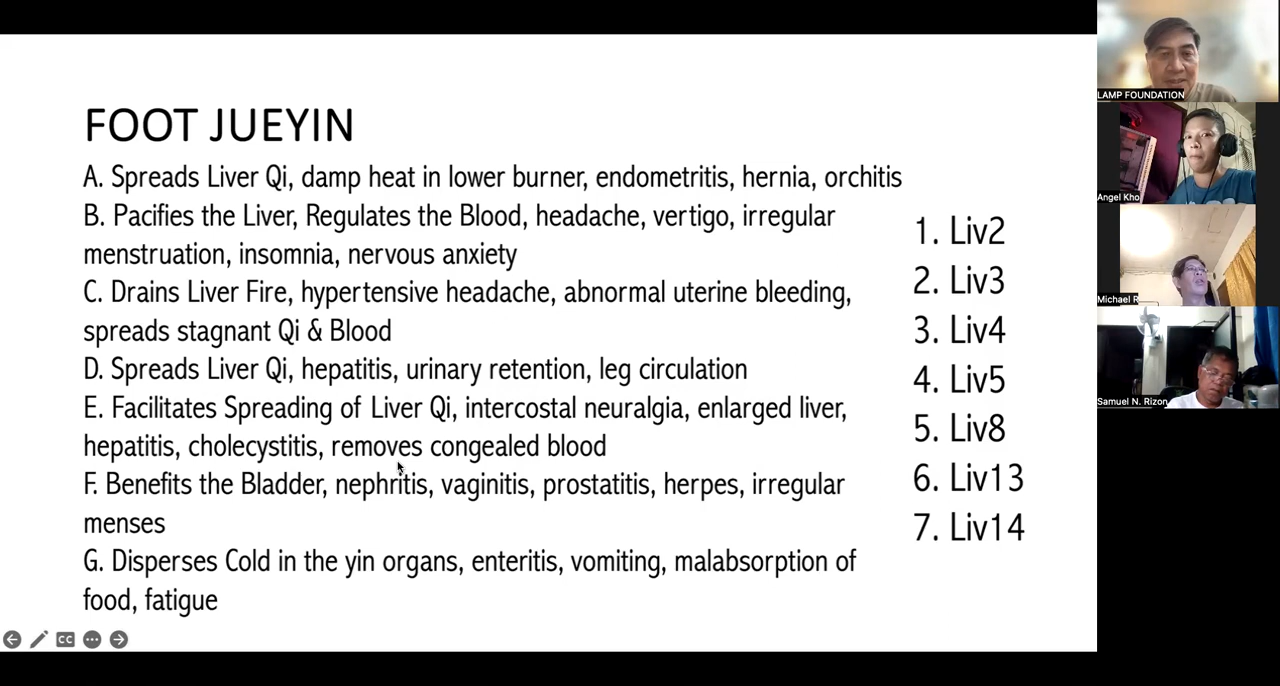 FOOT JUEYIN
A. Spreads Liver Qi, damp heat in lower burner, endometritis, hernia, orchitis
B. Pacifies the Liver, Regulates the Blood, headache, vertigo, irregular
menstruation, insomnia, nervous anxiety
C. Drains Liver Fire, hypertensive headache, abnormal uterine bleeding,
spreads stagnant Qi & Blood
D. Spreads Liver Qi, hepatitis, urinary retention, leg circulation
E. Facilitates Spreading of Liver Qi, intercostal neuralgia, enlarged liver,
hepatitis, cholecystitis, removes congealed blood
F. Benefits the Bladder, nephritis, vaginitis, prostatitis, herpes, irregular
menses
G. Disperses Cold in the yin organs, enteritis, vomiting, malabsorption of
food, fatigue
1. Liv2
2. Liv3
3. Liv4
4. Liv5
5. Liv8
6. Liv13
7. Liv14
CC
LAMP FOUNDATION
Angel Kho
Michael R
Samuel N. Rizon